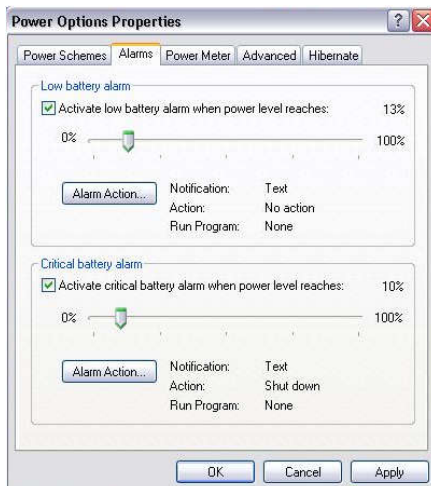 Power Options Properties
?
Power Schemes Alarms Power Meter Advanced Hibernate
Low battery alarm
Activate low battery alarm when power level reaches: 13%
0% 100%
Alarm Action... Notification: Text
Action: No action
Run Program: None
Critical battery alarm
Activate critical battery alarm when power level reaches: 10%
0% 100%
Alarm Action... Notification: Text
Action: Shut down
Run Program: None
OK Cancel Apply